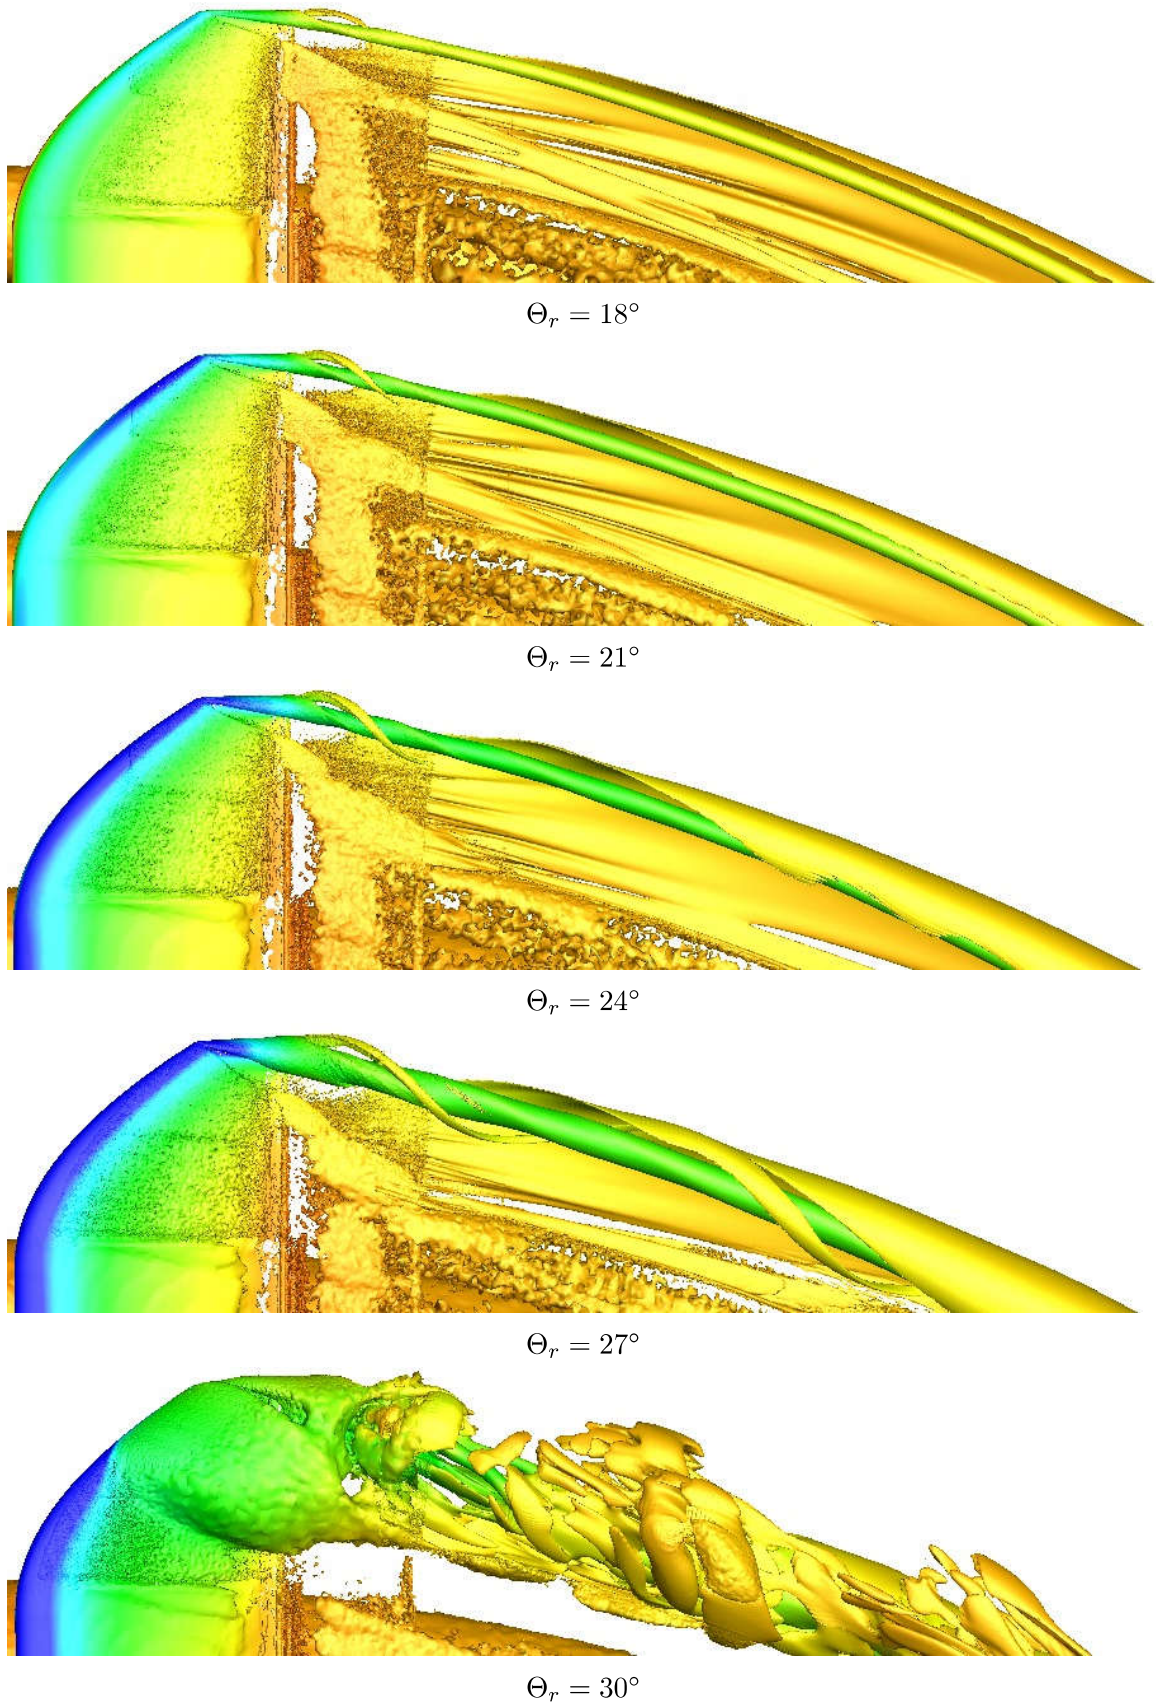 Θᵣ = 18°
Θᵣ = 21°
Θᵣ = 24°
Θᵣ = 27°
Θᵣ = 30°